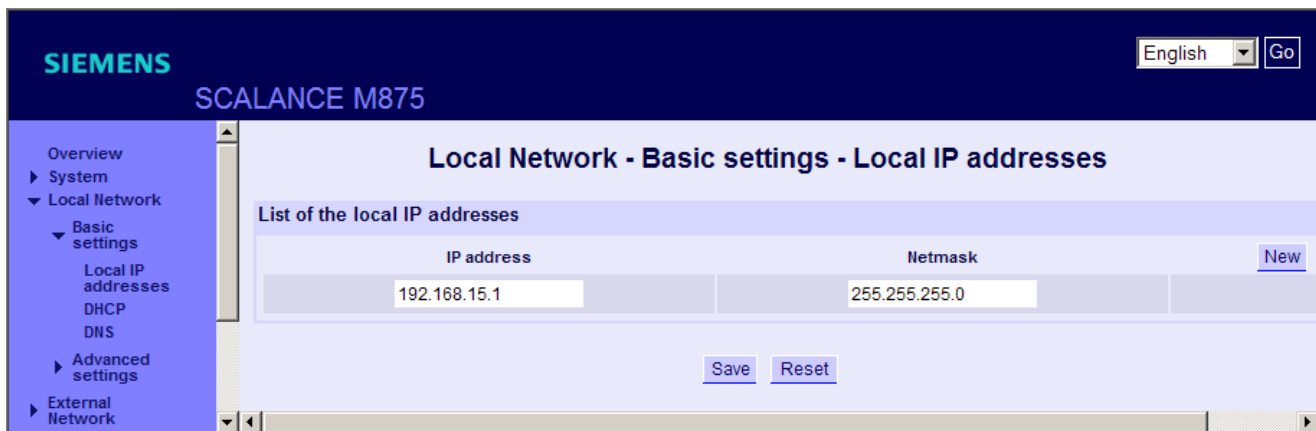 SIEMENS
English
Go
SCALANCE M875
Overview
System
Local Network
Basic
settings
Local IP
addresses
DHCP
DNS
Advanced
settings
External
Network
Local Network - Basic settings - Local IP addresses
List of the local IP addresses
IP address Netmask New
192.168.15.1 255.255.255.0
Save Reset